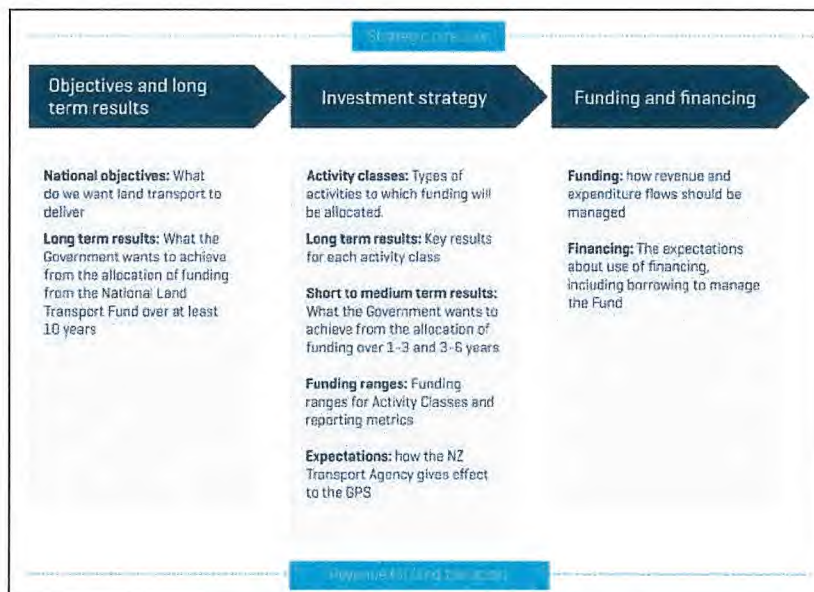 Strategic direction
Objectives and long
term results
Investment strategy
Funding and financing
National objectives: What
do we want land transport to
deliver
Long term results: What the
Government wants to achieve
from the allocation of funding
from the National Land
Transport Fund over at least
10 years
Activity classes: Types of
activities to which funding will
be allocated.
Long term results: Key results
for each activity class
Short to medium term results:
What the Government wants to
achieve from the allocation of
funding over 1-3 and 3-6 years
Funding ranges: Funding
ranges for Activity Classes and
reporting metrics
Expectations: how the NZ
Transport Agency gives effect
to the GPS
Funding: how revenue and
expenditure flows should be
managed
Financing: The expectations
about use of financing,
including borrowing to manage
the Fund
Revenue for land transport